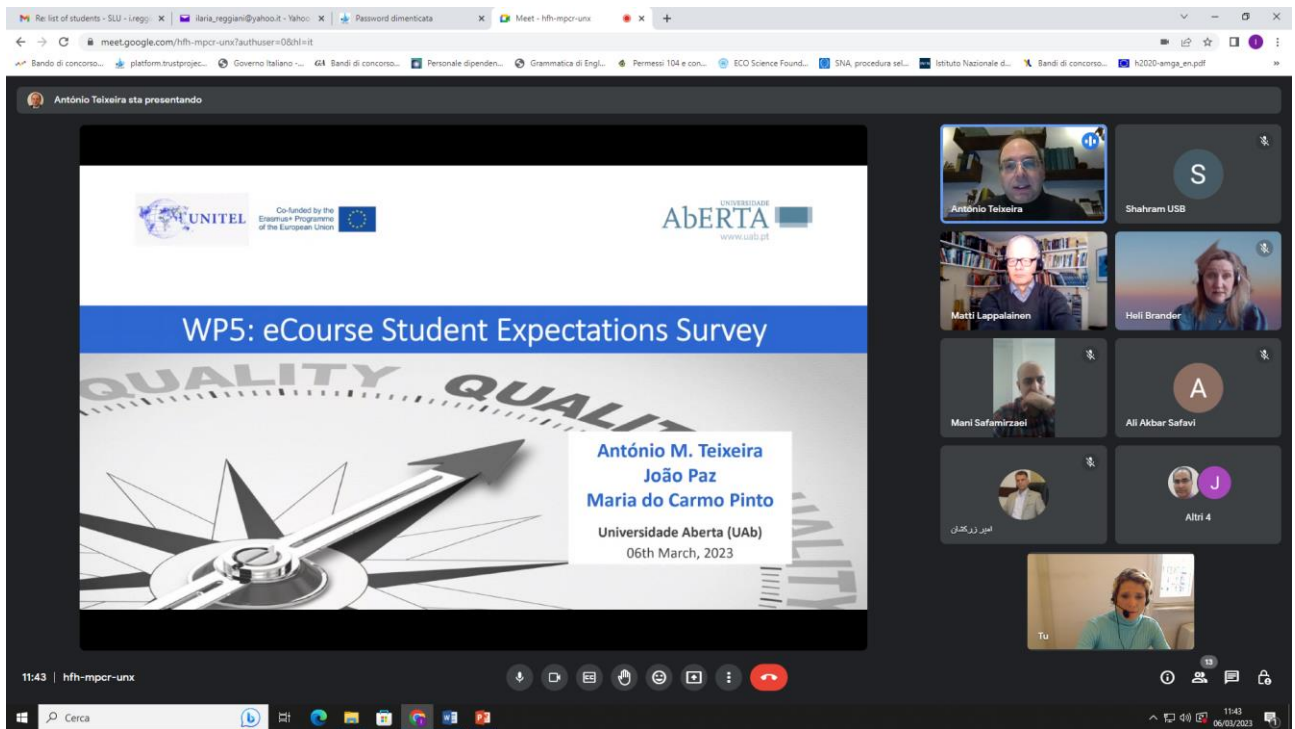 Re: list of students - SLU - i.reggi
ilaria_reggiani@yahoo.it - Yahoo
Password dimenticata
Meet - hfh-mpcr-unx
meet.google.com/hfh-mpcr-unx?authuser=0&hl=it
Bando di concorso...
platform.trustprojec...
Governo Italiano -...
Bandi di concorso...
Personale dipenden...
Grammatica di Engl...
Permessi 104 e con...
ECO Science Found...
SNA, procedura sel...
Istituto Nazionale d...
Bandi di concorso...
h2020-amga_en.pdf
António Teixeira sta presentando
UNITEL
Co-funded by the
Erasmus+ Programme
of the European Union
UNIVERSIDADE
AbERTA
www.uab.pt
WP5: eCourse Student Expectations Survey
QUALITY QUALITY
António M. Teixeira
João Paz
Maria do Carmo Pinto
Universidade Aberta (UAb)
06th March, 2023
António Teixeira
S
Shahram USB
Matti Lappalainen
Heli Brander
Mani Safamirzaei
A
Ali Akbar Safavi
امیر زرکشان
J
Altri 4
Tu
11:43 | hfh-mpcr-unx
13
Cerca
11:43
06/03/2023